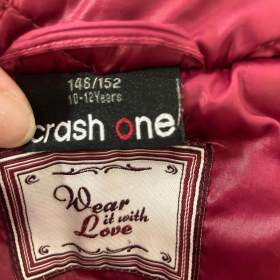 146/152
10-12Years
crash one
Wear
it with
Love